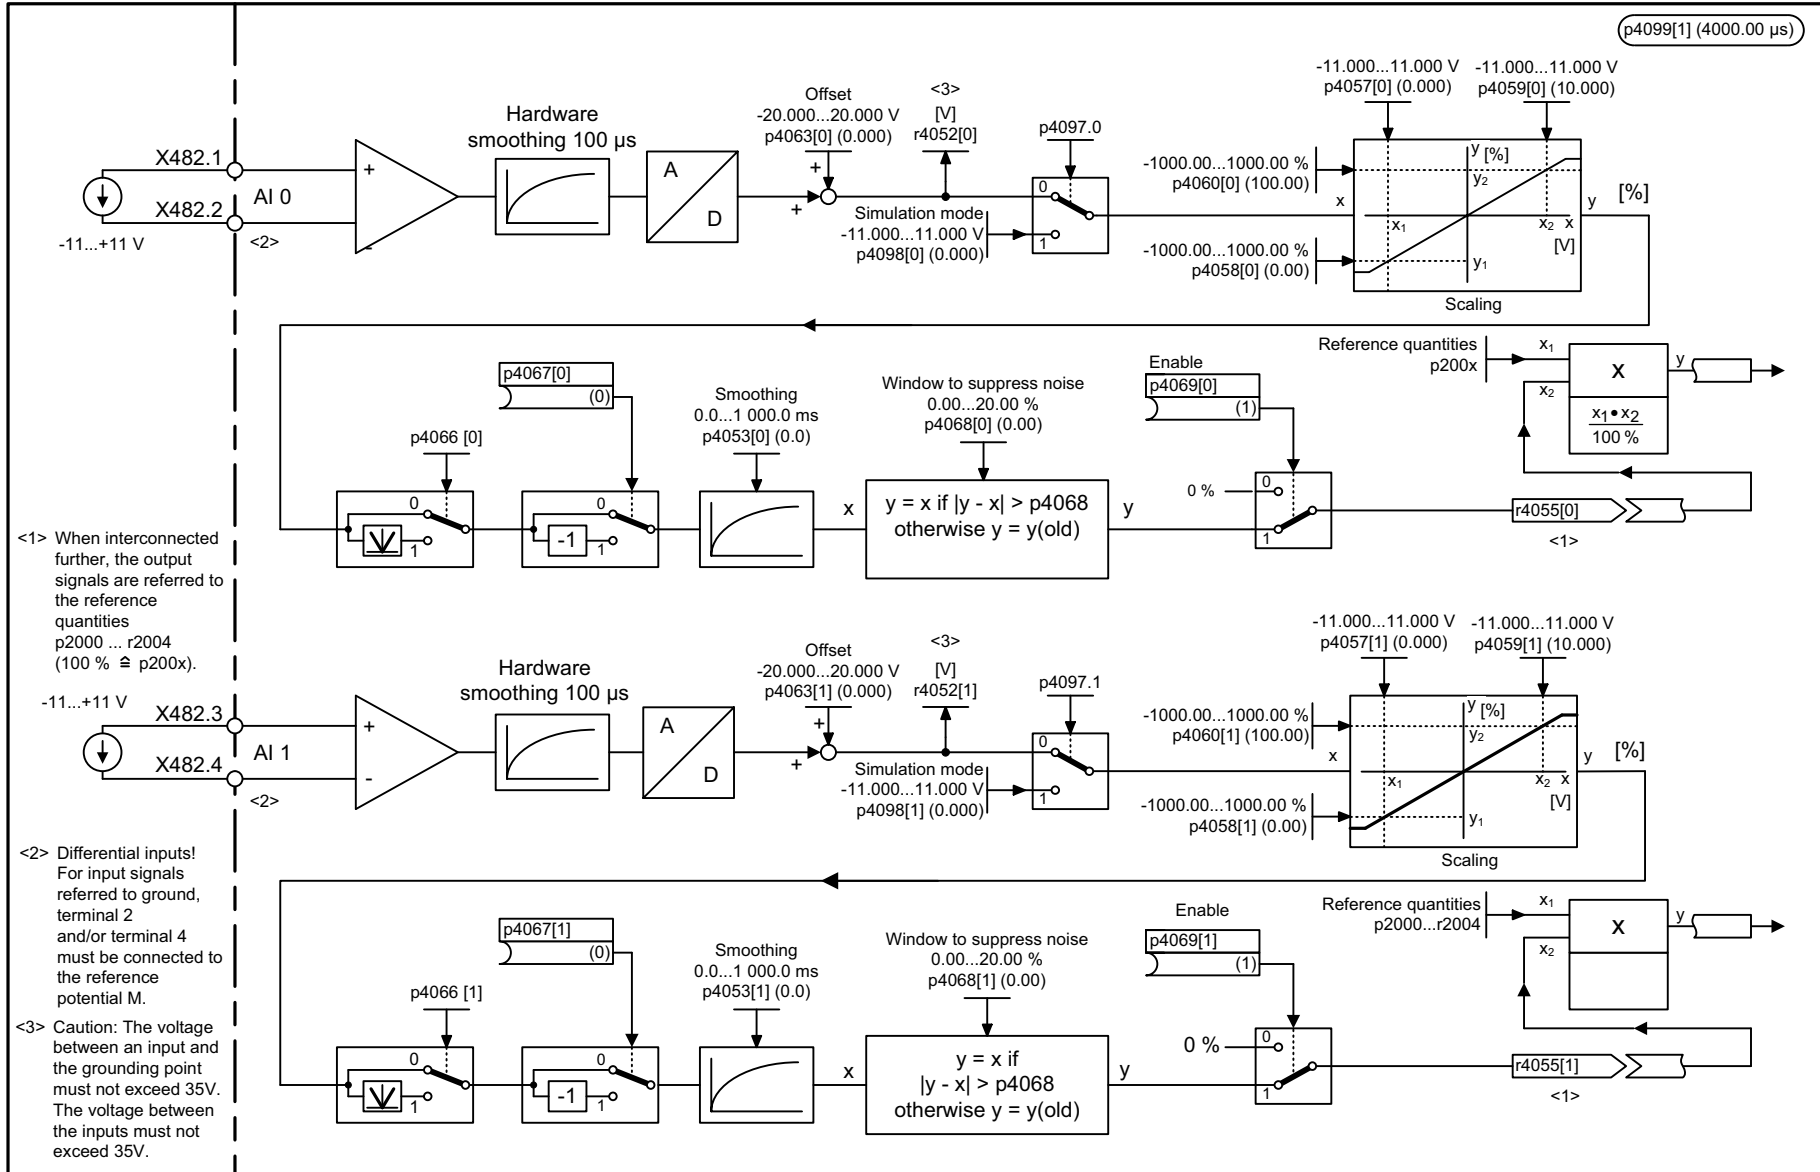 p4099[1] (4000.00 µs)
-11.000...11.000 V
p4057[0] (0.000)
-11.000...11.000 V
p4059[0] (10.000)
Offset
-20.000...20.000 V
p4063[0] (0.000)
<3>
[V]
r4052[0]
Hardware
smoothing 100 µs
p4097.0
X482.1
X482.2
AI 0
<2>
-11...+11 V
+
-
A
D
+
+
0
1
Simulation mode
-11.000...11.000 V
p4098[0] (0.000)
-1000.00...1000.00 %
p4060[0] (100.00)
x
-1000.00...1000.00 %
p4058[0] (0.00)
y [%]
y2
x1
x2 x
[V]
y1
y
[%]
Scaling
Reference quantities
p200x
x1
x2
X
x1•x2
100 %
y
p4067[0]
(0)
p4066 [0]
Smoothing
0.0...1 000.0 ms
p4053[0] (0.0)
Window to suppress noise
0.00...20.00 %
p4068[0] (0.00)
Enable
p4069[0]
(1)
0
1
0
-1
1
x
y = x if |y - x| > p4068
otherwise y = y(old)
y
0 %
0
1
r4055[0]
<1>
<1> When interconnected
further, the output
signals are referred to
the reference
quantities
p2000 ... r2004
(100 % ≙ p200x).
-11.000...11.000 V
p4057[1] (0.000)
-11.000...11.000 V
p4059[1] (10.000)
Offset
-20.000...20.000 V
p4063[1] (0.000)
<3>
[V]
r4052[1]
Hardware
smoothing 100 µs
p4097.1
-11...+11 V
X482.3
X482.4
AI 1
<2>
+
-
A
D
+
+
0
1
Simulation mode
-11.000...11.000 V
p4098[1] (0.000)
-1000.00...1000.00 %
p4060[1] (100.00)
x
-1000.00...1000.00 %
p4058[1] (0.00)
y [%]
y2
x1
x2 x
[V]
y1
y
[%]
Scaling
<2> Differential inputs!
For input signals
referred to ground,
terminal 2
and/or terminal 4
must be connected to
the reference
potential M.
Reference quantities
p2000...r2004
x1
x2
X
y
p4067[1]
(0)
p4066 [1]
Smoothing
0.0...1 000.0 ms
p4053[1] (0.0)
Window to suppress noise
0.00...20.00 %
p4068[1] (0.00)
Enable
p4069[1]
(1)
0
1
0
-1
1
x
y = x if
|y - x| > p4068
otherwise y = y(old)
y
0 %
0
1
r4055[1]
<1>
<3> Caution: The voltage
between an input and
the grounding point
must not exceed 35V.
The voltage between
the inputs must not
exceed 35V.